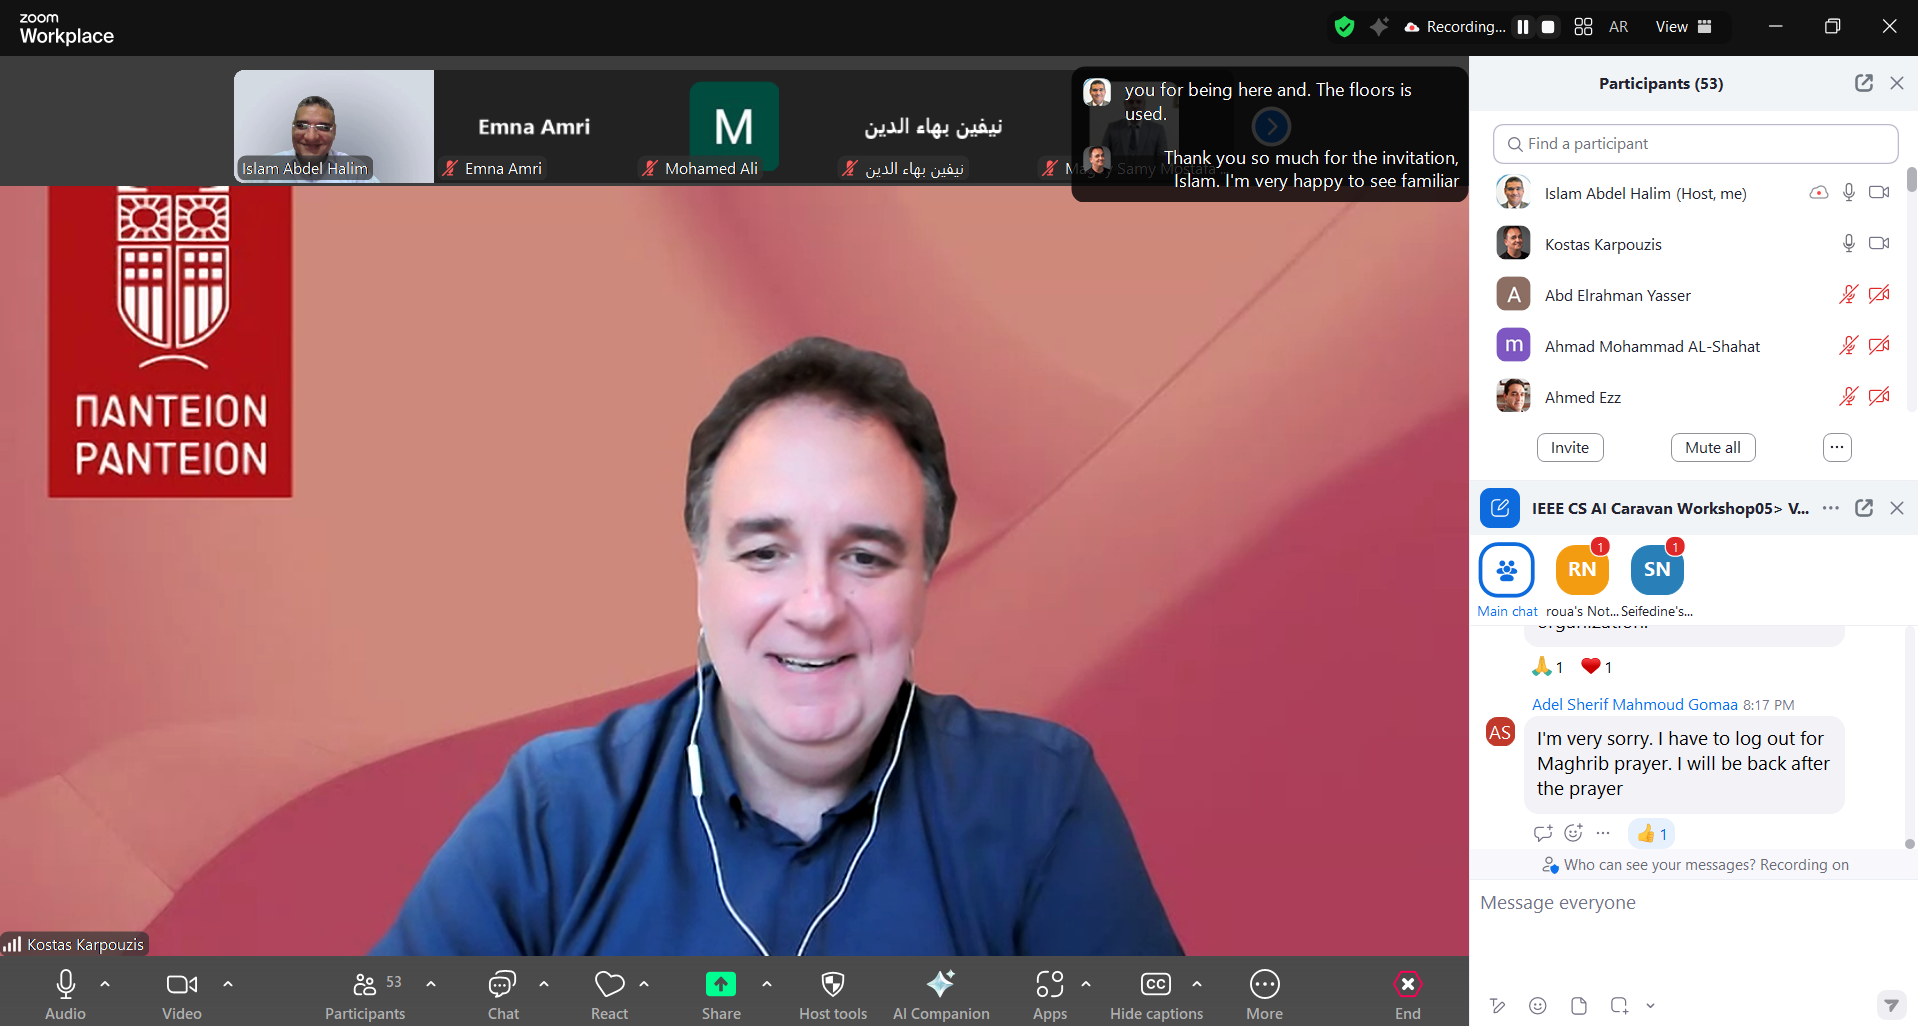 zoom
Workplace
Recording...
AR
View
Islam Abdel Halim
Emna Amri
Emna Amri
M
Mohamed Ali
نيفين بهاء الدين
نيفين بهاء الدين
you for being here and. The floors is
used.
Thank you so much for the invitation,
Islam. I'm very happy to see familiar
ΠΑΝΤΕΙΟΝ
PANTEION
Kostas Karpouzis
Participants (53)
Find a participant
Islam Abdel Halim (Host, me)
Kostas Karpouzis
A
Abd Elrahman Yasser
m
Ahmad Mohammad AL-Shahat
Ahmed Ezz
Invite
Mute all
IEEE CS AI Caravan Workshop05> V...
RN
1
SN
1
Main chat
roua's Not...
Seifedine's...
1
1
Adel Sherif Mahmoud Gomaa 8:17 PM
AS
I'm very sorry. I have to log out for
Maghrib prayer. I will be back after
the prayer
1
Who can see your messages? Recording on
Message everyone
Audio
Video
53
Participants
Chat
React
Share
Host tools
AI Companion
Apps
CC
Hide captions
More
End